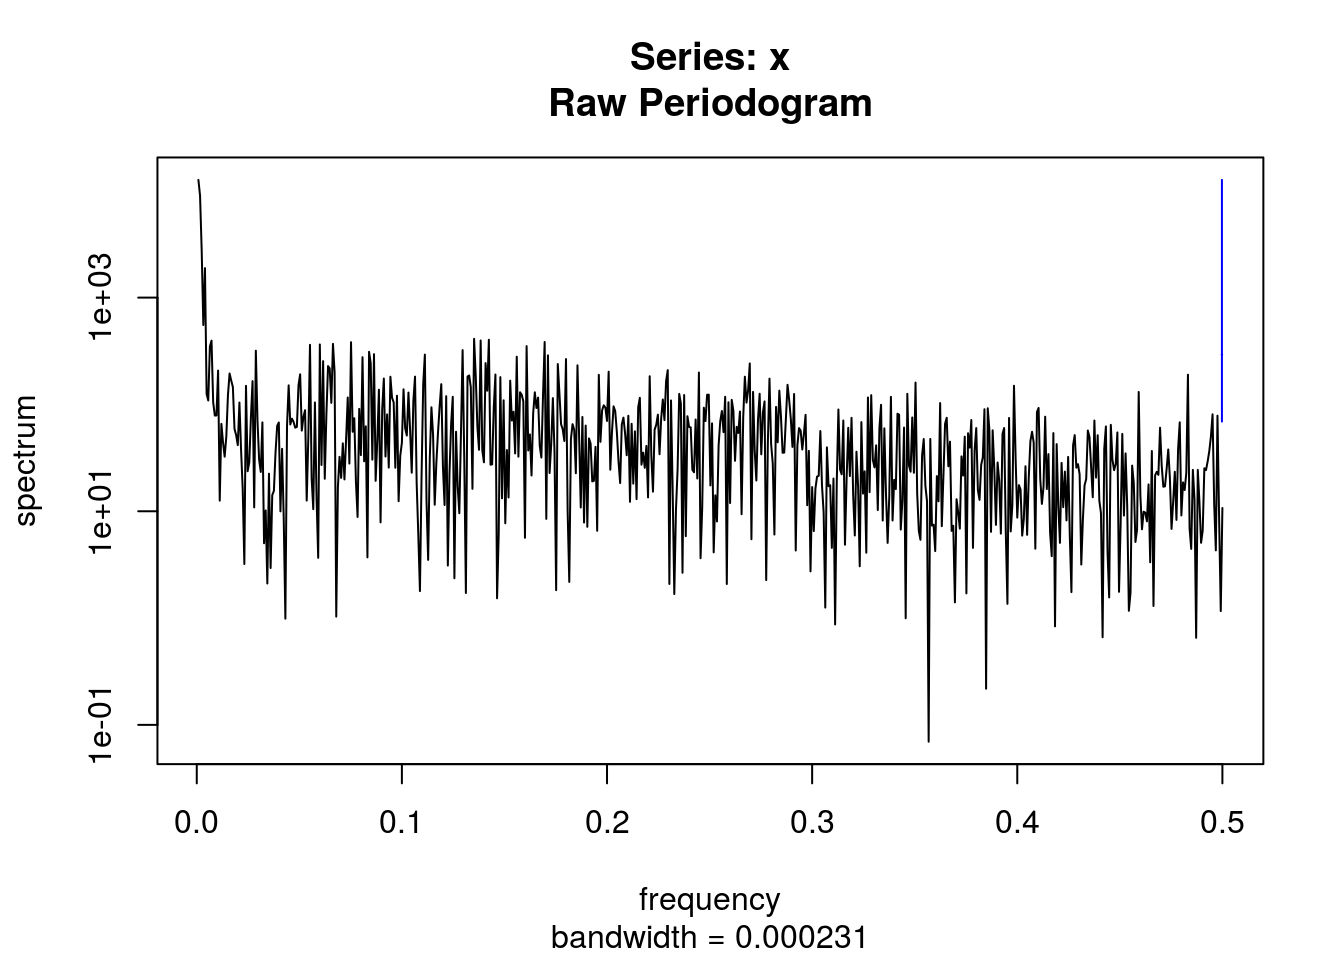 Series: x
Raw Periodogram
spectrum
1e+03
1e+01
1e-01
0.0 0.1 0.2 0.3 0.4 0.5
frequency
bandwidth = 0.000231